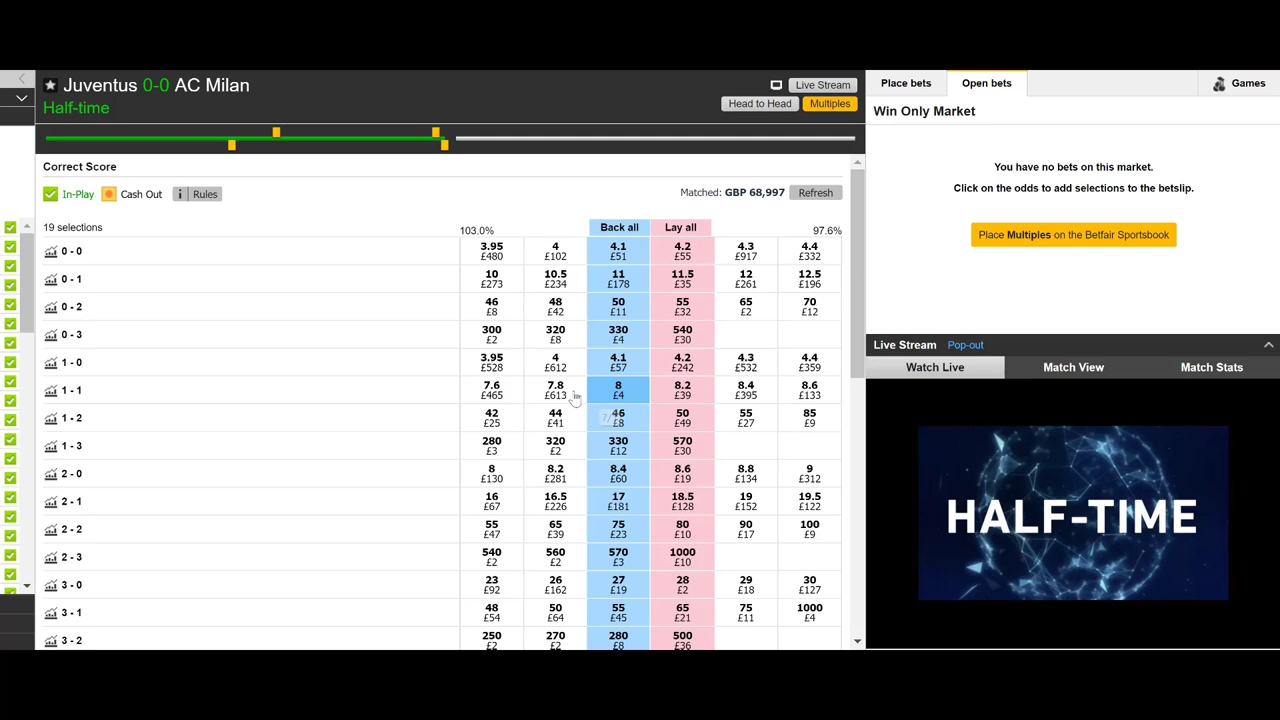 Juventus 0-0 AC Milan
Half-time
Live Stream
Head to Head
Multiples
Correct Score
In-Play
Cash Out
i Rules
Matched: GBP 68,997
Refresh
19 selections
103.0%
Back all
Lay all
97.6%
0 - 0 3.95 4 4.1 4.2 4.3 4.4
£480 £102 £51 £55 £917 £332
0 - 1 10 10.5 11 11.5 12 12.5
£273 £234 £178 £35 £261 £196
0 - 2 46 48 50 55 65 70
£8 £42 £11 £6 £2 £12
0 - 3 300 320 330 540
£2 £8 £4 £30
1 - 0 3.95 4 4.1 4.2 4.3 4.4
£528 £612 £57 £242 £532 £359
1 - 1 7.6 7.8 8 8.2 8.4 8.6
£465 £613 £4 £39 £395 £133
1 - 2 42 44 46 50 55 85
£25 £41 £8 £49 £27 £9
1 - 3 280 320 330 570
£3 £2 £12 £30
2 - 0 8 8.2 8.4 8.6 8.8 9
£130 £281 £60 £19 £134 £312
2 - 1 16 16.5 17 18.5 19 19.5
£67 £226 £181 £128 £152 £122
2 - 2 55 65 75 80 90 100
£47 £39 £23 £10 £17 £9
2 - 3 540 560 570 1000
£2 £2 £3 £10
3 - 0 23 26 27 28 29 30
£92 £162 £19 £2 £18 £127
3 - 1 48 50 55 65 75 1000
£54 £64 £45 £21 £11 £4
3 - 2 250 270 280 500
£2 £2 £8 £36
Place bets
Open bets
Games
Win Only Market
You have no bets on this market.
Click on the odds to add selections to the betslip.
Place Multiples on the Betfair Sportsbook
Live Stream Pop-out
Watch Live
Match View
Match Stats
HALF-TIME